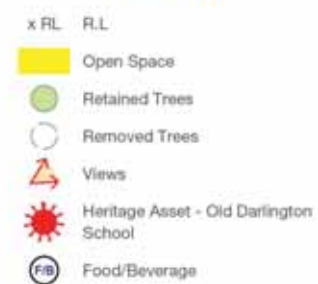 x RL R.L
Open Space
Retained Trees
Removed Trees
Views
Heritage Asset - Old Darlington
School
F/B Food/Beverage